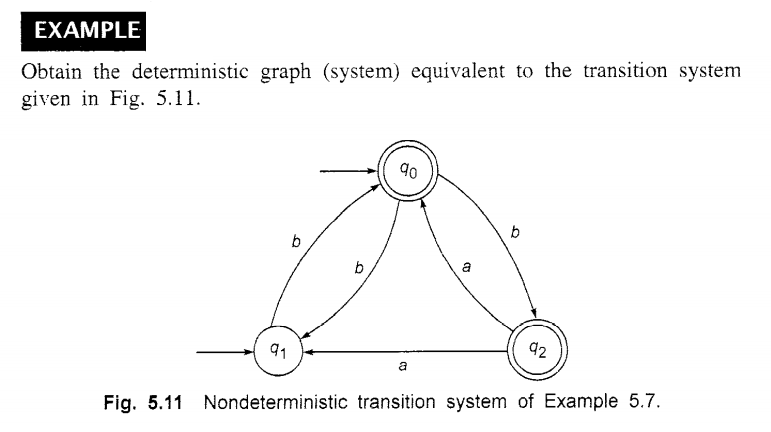 EXAMPLE
Obtain the deterministic graph (system) equivalent to the transition system
given in Fig. 5.11.
q0
b
b
b
a
q1
q2
a
Fig. 5.11 Nondeterministic transition system of Example 5.7.